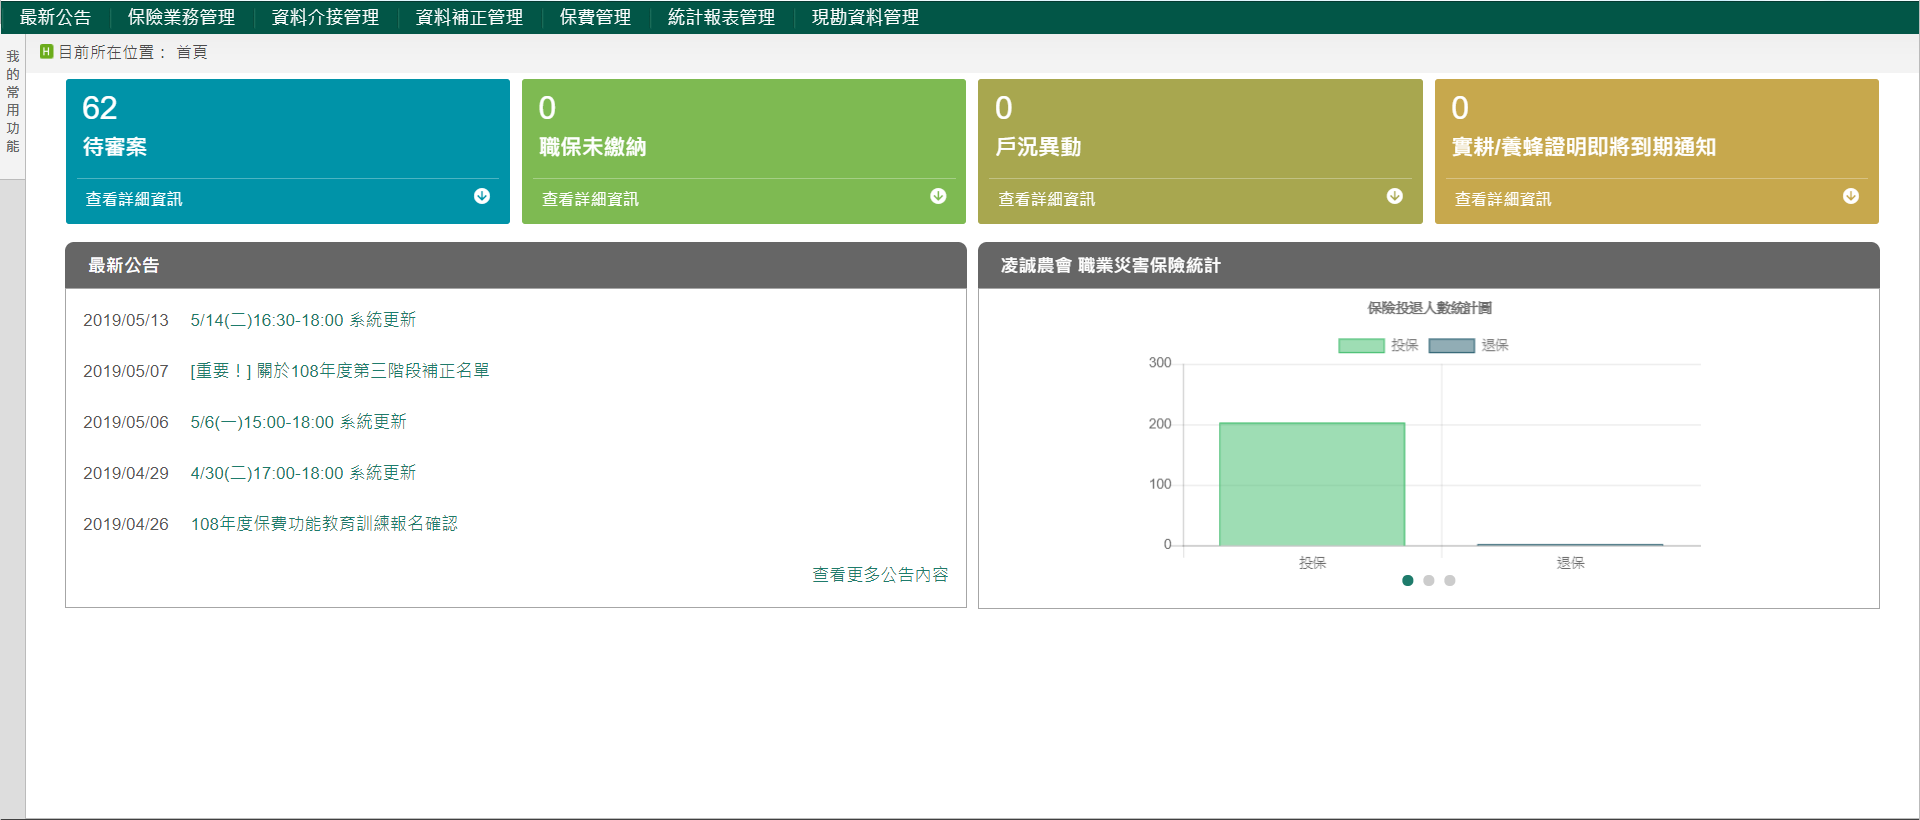 最新公告 保險業務管理 資料介接管理 資料補正管理 保費管理 統計報表管理 現勘資料管理
我的常用功能
H 目前所在位置： 首頁
62
待審案
查看詳細資訊
0
職保未繳納
查看詳細資訊
0
戶況異動
查看詳細資訊
0
實耕/養蜂證明即將到期通知
查看詳細資訊
最新公告
2019/05/13 5/14(二)16:30-18:00 系統更新
2019/05/07 [重要！] 關於108年度第三階段補正名單
2019/05/06 5/6(一)15:00-18:00 系統更新
2019/04/29 4/30(二)17:00-18:00 系統更新
2019/04/26 108年度保費功能教育訓練報名確認
查看更多公告內容
凌誠農會 職業災害保險統計
保險投退人數統計圖
投保 退保
300
200
100
0
投保 退保